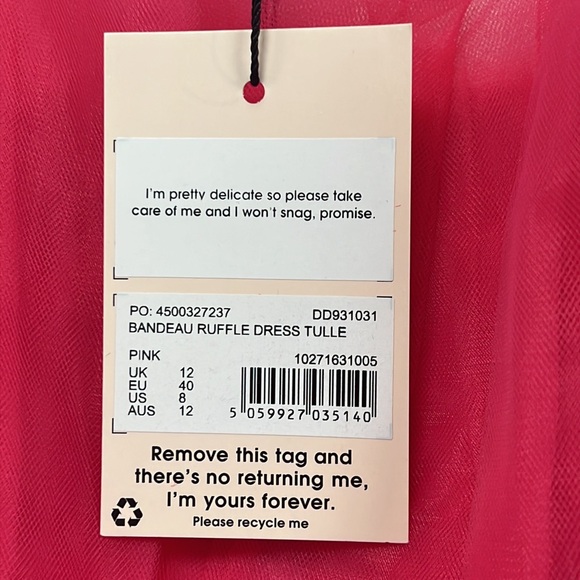 I'm pretty delicate so please take
care of me and I won't snag, promise.
PO: 4500327237 DD931031
BANDEAU RUFFLE DRESS TULLE
PINK 10271631005
UK 12
EU 40
US 8
AUS 12
5 059927 035140
Remove this tag and
there's no returning me,
I'm yours forever.
Please recycle me